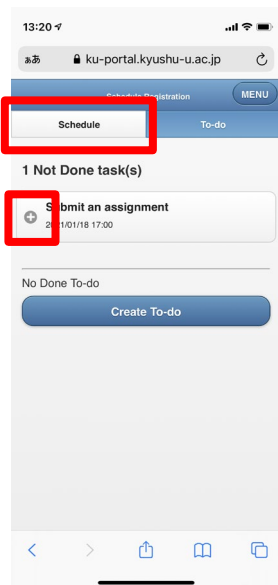 13:20
ぁあ ku-portal.kyushu-u.ac.jp
Schedule Registration
MENU
Schedule To-do
1 Not Done task(s)
Submit an assignment
2021/01/18 17:00
No Done To-do
Create To-do